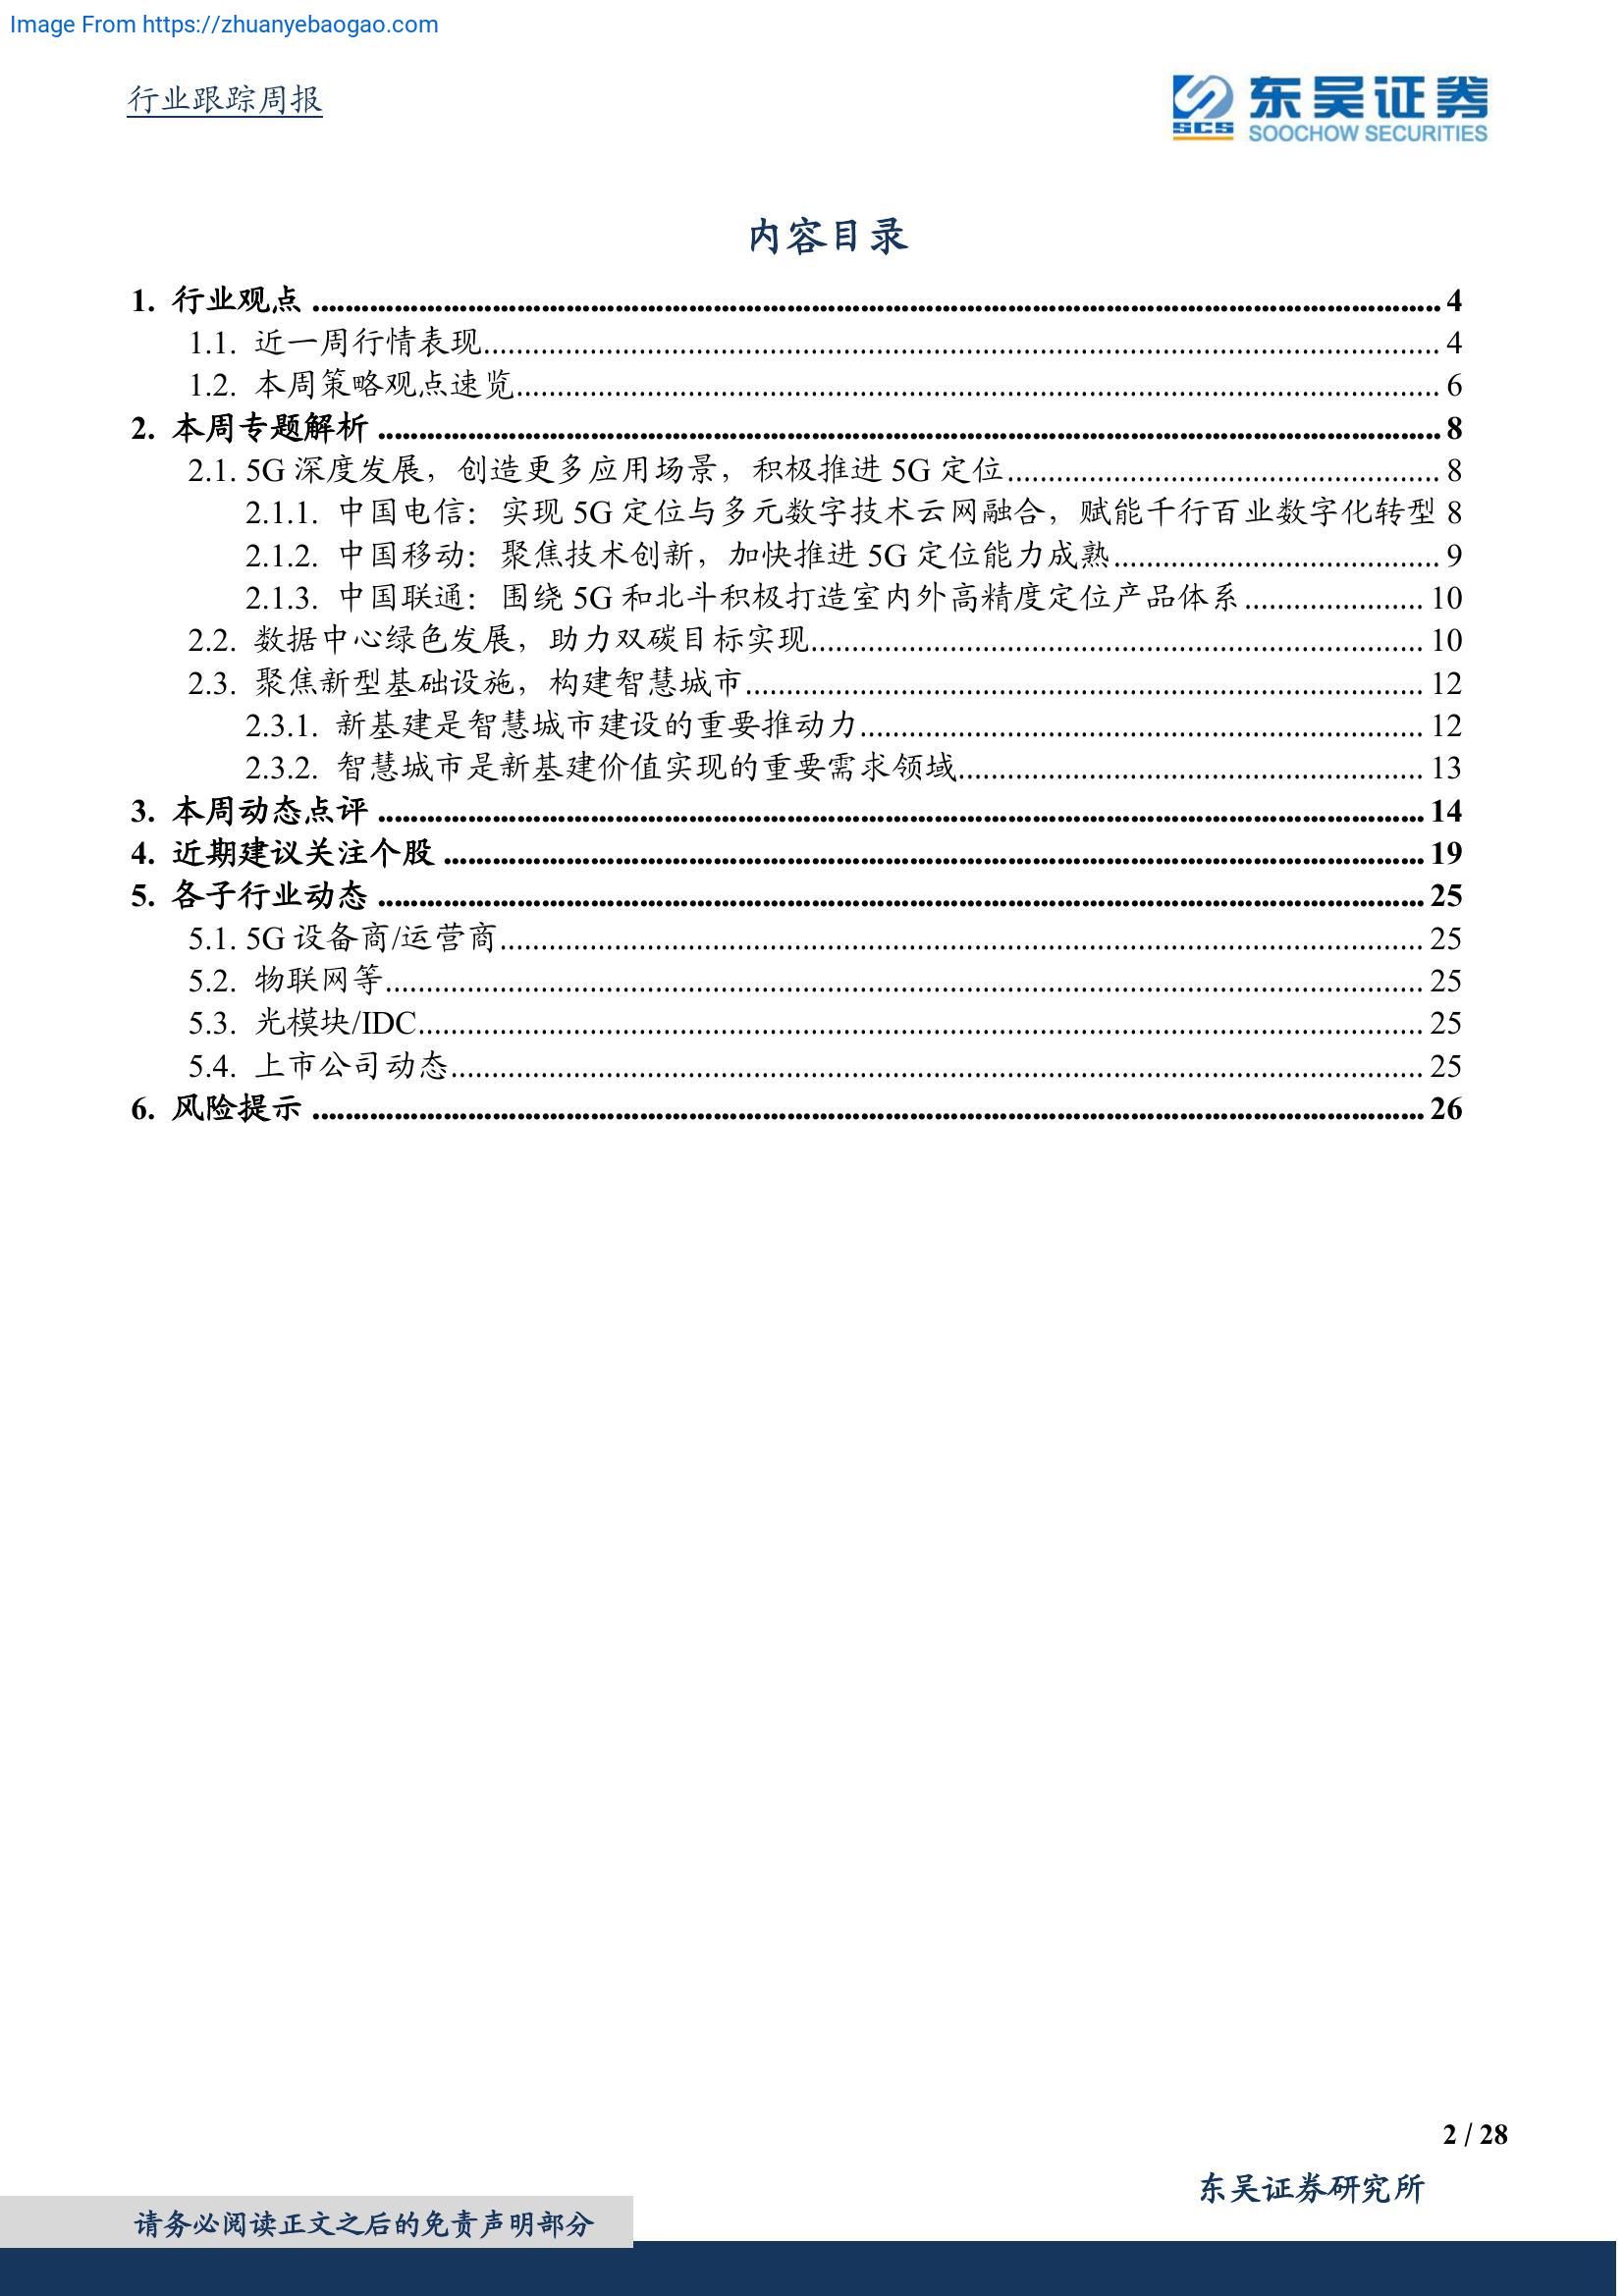 Image From https://zhuanyebaogao.com
行业跟踪周报
SCS
东吴证券
SOOCHOW SECURITIES
内容目录
1. 行业观点 ........ 4
1.1. 近一周行情表现 ........ 4
1.2. 本周策略观点速览 ........ 6
2. 本周专题解析 ........ 8
2.1. 5G 深度发展，创造更多应用场景，积极推进 5G 定位 ........ 8
2.1.1. 中国电信：实现 5G 定位与多元数字技术云网融合，赋能千行百业数字化转型 8
2.1.2. 中国移动：聚焦技术创新，加快推进 5G 定位能力成熟 ........ 9
2.1.3. 中国联通：围绕 5G 和北斗积极打造室内外高精度定位产品体系 ........ 10
2.2. 数据中心绿色发展，助力双碳目标实现 ........ 10
2.3. 聚焦新型基础设施，构建智慧城市 ........ 12
2.3.1. 新基建是智慧城市建设的重要推动力 ........ 12
2.3.2. 智慧城市是新基建价值实现的重要需求领域 ........ 13
3. 本周动态点评 ........ 14
4. 近期建议关注个股 ........ 19
5. 各子行业动态 ........ 25
5.1. 5G 设备商/运营商 ........ 25
5.2. 物联网等 ........ 25
5.3. 光模块/IDC ........ 25
5.4. 上市公司动态 ........ 25
6. 风险提示 ........ 26
2 / 28
东吴证券研究所
请务必阅读正文之后的免责声明部分